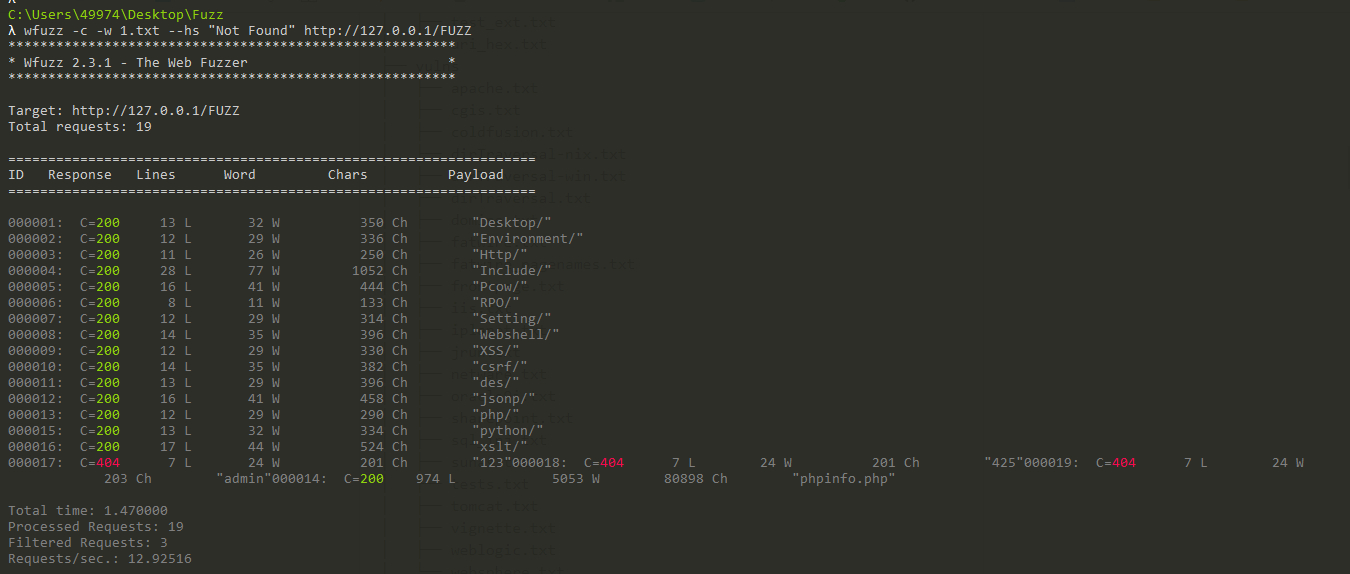 C:\Users\49974\Desktop\Fuzz
λ wfuzz -c -w 1.txt --hs "Not Found" http://127.0.0.1/FUZZ
********************************************************
* Wfuzz 2.3.1 - The Web Fuzzer                         *
********************************************************

Target: http://127.0.0.1/FUZZ
Total requests: 19

==================================================================
ID   Response   Lines      Word         Chars          Payload
==================================================================

000001:  C=200     13 L       32 W          350 Ch        "Desktop/"
000002:  C=200     12 L       29 W          336 Ch        "Environment/"
000003:  C=200     11 L       26 W          250 Ch        "Http/"
000004:  C=200     28 L       77 W         1052 Ch        "Include/"
000005:  C=200     16 L       41 W          444 Ch        "Pcow/"
000006:  C=200      8 L       11 W          133 Ch        "RPO/"
000007:  C=200     12 L       29 W          314 Ch        "Setting/"
000008:  C=200     14 L       35 W          396 Ch        "Webshell/"
000009:  C=200     12 L       29 W          330 Ch        "XSS/"
000010:  C=200     14 L       35 W          382 Ch        "csrf/"
000011:  C=200     13 L       29 W          396 Ch        "des/"
000012:  C=200     16 L       41 W          458 Ch        "jsonp/"
000013:  C=200     12 L       29 W          290 Ch        "php/"
000015:  C=200     13 L       32 W          334 Ch        "python/"
000016:  C=200     17 L       44 W          524 Ch        "xslt/"
000017:  C=404      7 L       24 W          201 Ch        "123"000018:  C=404      7 L        24 W          201 Ch        "425"000019:  C=404      7 L        24 W
            203 Ch        "admin"000014:  C=200    974 L            5053 W        80898 Ch        "phpinfo.php"

Total time: 1.470000
Processed Requests: 19
Filtered Requests: 3
Requests/sec.: 12.92516